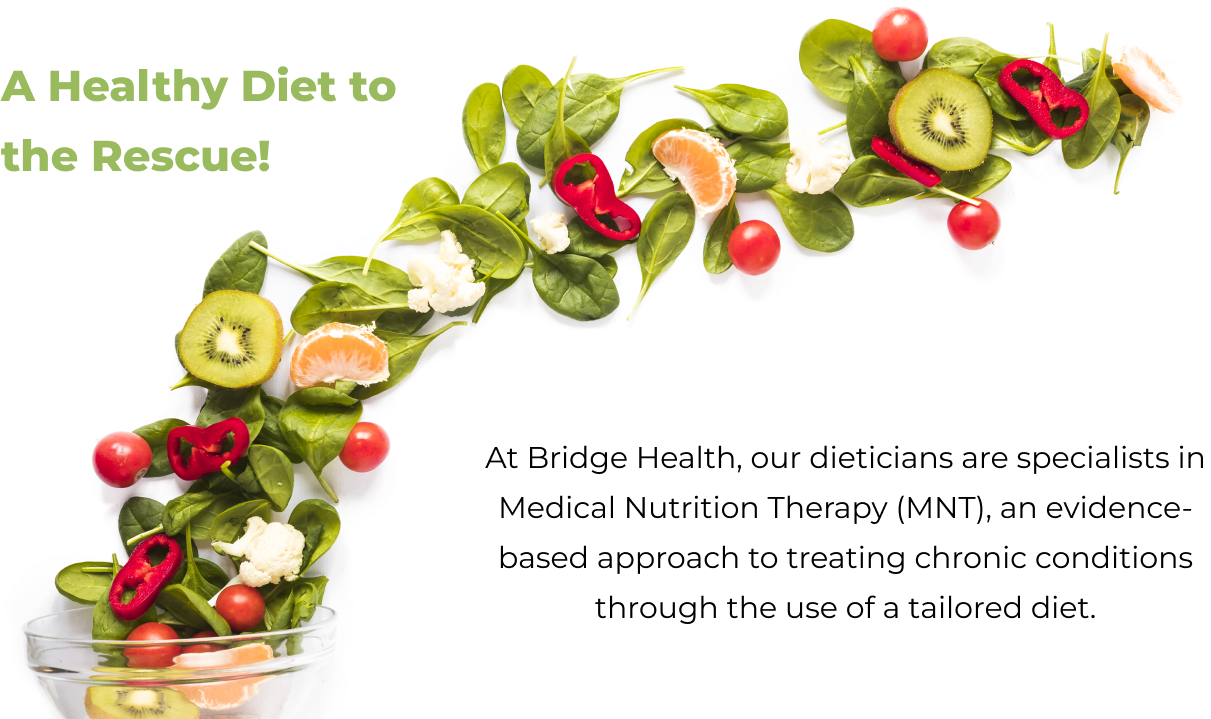 A Healthy Diet to
the Rescue!
At Bridge Health, our dieticians are specialists in
Medical Nutrition Therapy (MNT), an evidence-
based approach to treating chronic conditions
through the use of a tailored diet.